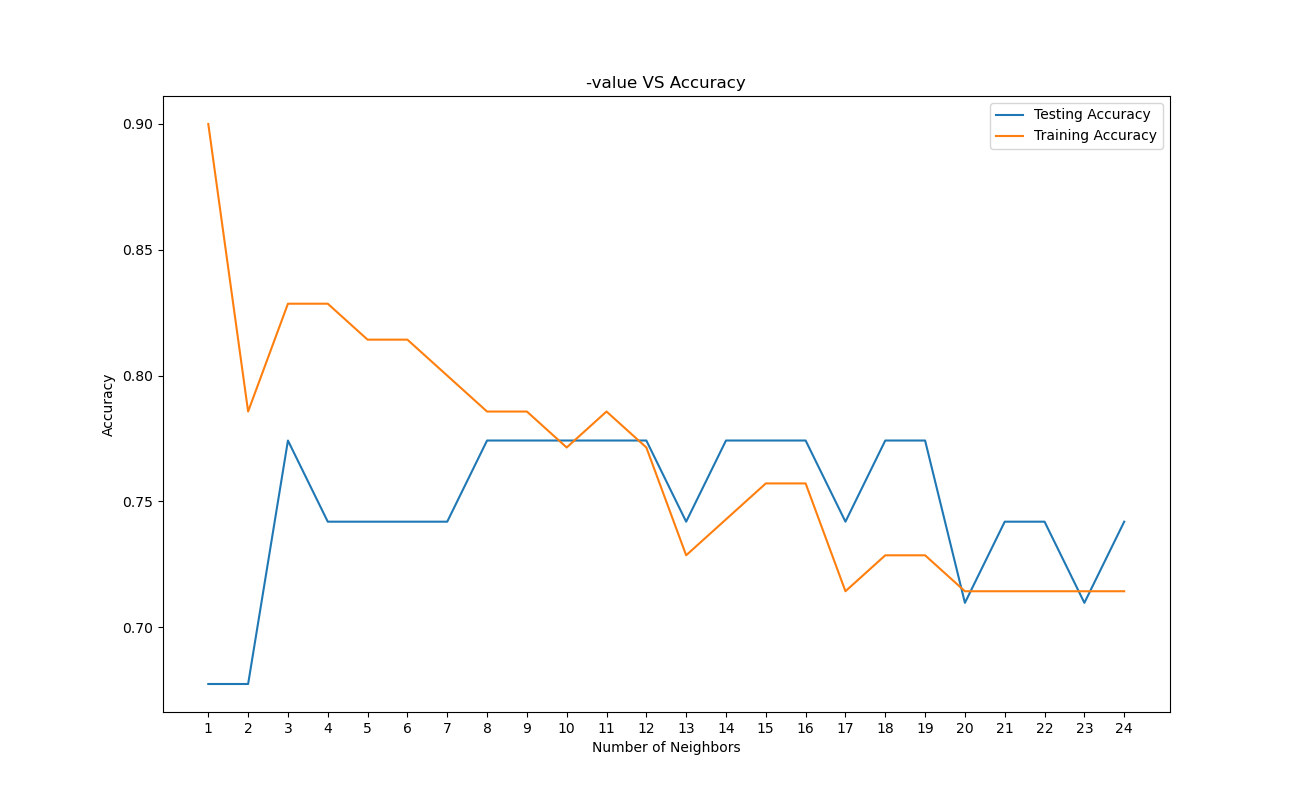 -value VS Accuracy
Testing Accuracy
Training Accuracy
0.90
0.85
0.80
0.75
0.70
Accuracy
1 2 3 4 5 6 7 8 9 10 11 12 13 14 15 16 17 18 19 20 21 22 23 24
Number of Neighbors